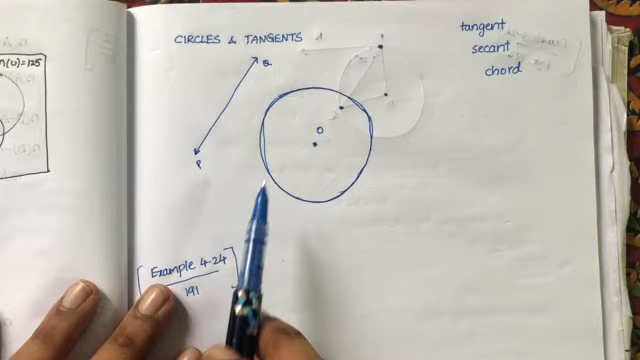 n(U)=125
CIRCLES & TANGENTS
tangent
secant
chord
Q
P
O
Example 4.24
191